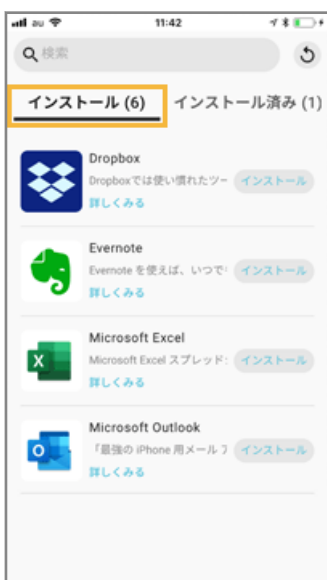 au 11:42
検索
インストール (6) インストール済み (1)
Dropbox
Dropboxでは使い慣れたツー インストール
詳しくみる
Evernote
Evernote を使えば、いつで インストール
詳しくみる
Microsoft Excel
Microsoft Excel スプレッド インストール
詳しくみる
Microsoft Outlook
「最強の iPhone 用メール インストール
詳しくみる